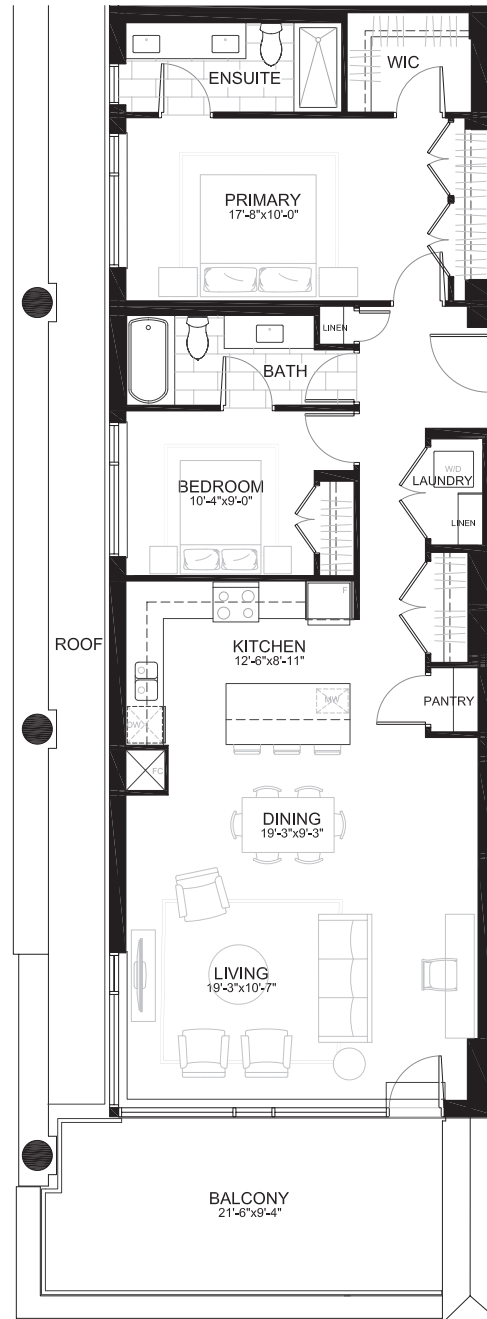 ENSUITE
WIC
PRIMARY
17'-8"x10'-0"
LINEN
BATH
BEDROOM
10'-4"x9'-0"
W/D
LAUNDRY
LINEN
F
ROOF
KITCHEN
12'-6"x8'-11"
MW
PANTRY
DW
FC
DINING
19'-3"x9'-3"
LIVING
19'-3"x10'-7"
BALCONY
21'-6"x9'-4"